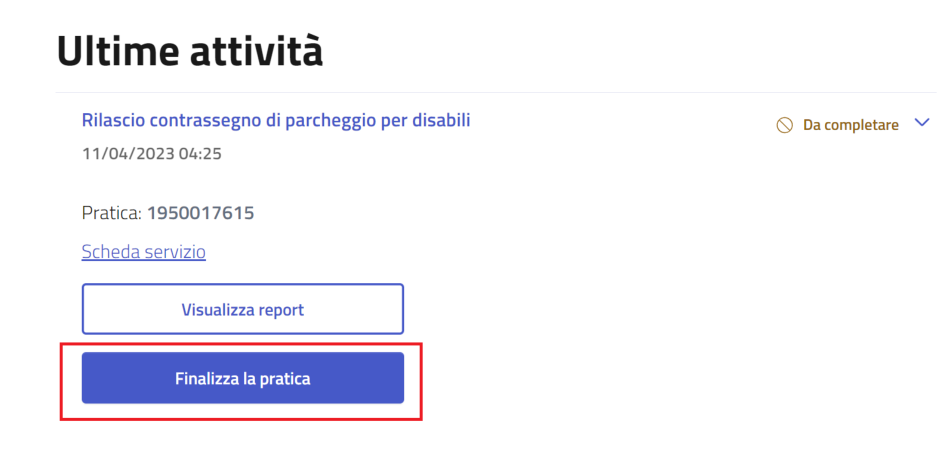 Ultime attività
Rilascio contrassegno di parcheggio per disabili
Da completare
11/04/2023 04:25
Pratica: 1950017615
Scheda servizio
Visualizza report
Finalizza la pratica